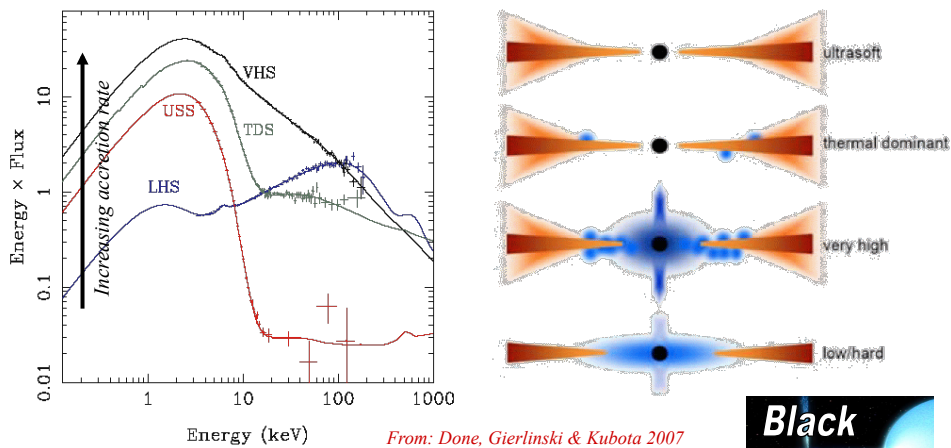 Energy × Flux
10
1
0.1
0.01
Increasing accretion rate
VHS
TDS
USS
LHS
1
10
100
1000
Energy (keV)
ultrasoft
thermal dominant
very high
low/hard
From: Done, Gierlinski & Kubota 2007
Black